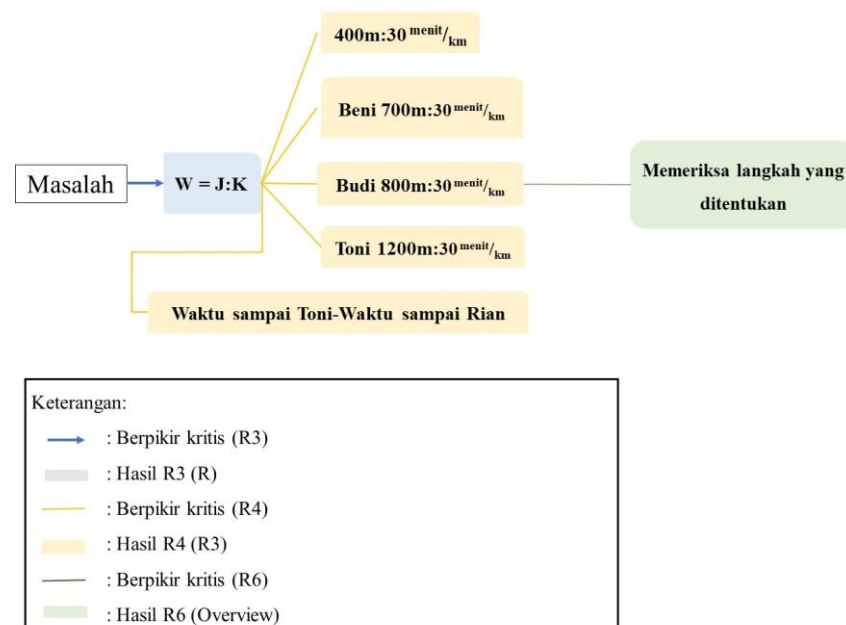 400m:30 menit/km
Beni 700m:30 menit/km
Masalah
W = J:K
Budi 800m:30 menit/km
Memeriksa langkah yang
ditentukan
Toni 1200m:30 menit/km
Waktu sampai Toni-Waktu sampai Rian
Keterangan:
: Berpikir kritis (R3)
: Hasil R3 (R)
: Berpikir kritis (R4)
: Hasil R4 (R3)
: Berpikir kritis (R6)
: Hasil R6 (Overview)